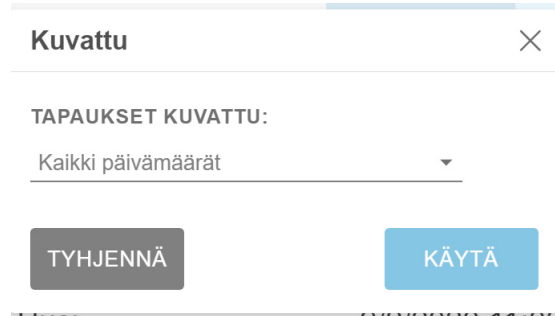 Kuvattu
TAPAUKSET KUVATTU:
Kaikki päivämäärät
TYHJENNÄ
KÄYTÄ